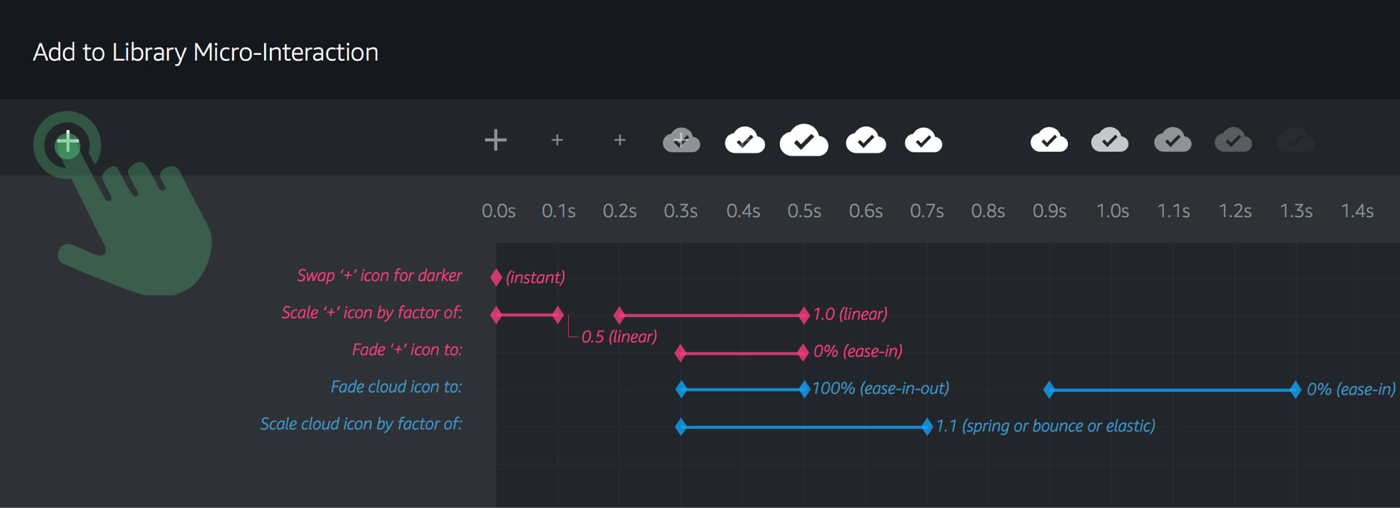 Add to Library Micro-Interaction
0.0s 0.1s 0.2s 0.3s 0.4s 0.5s 0.6s 0.7s 0.8s 0.9s 1.0s 1.1s 1.2s 1.3s 1.4s
Swap ‘+’ icon for darker (instant)
Scale ‘+’ icon by factor of: 1.0 (linear)
0.5 (linear)
Fade ‘+’ icon to: 0% (ease-in)
Fade cloud icon to: 100% (ease-in-out) 0% (ease-in)
Scale cloud icon by factor of: 1.1 (spring or bounce or elastic)